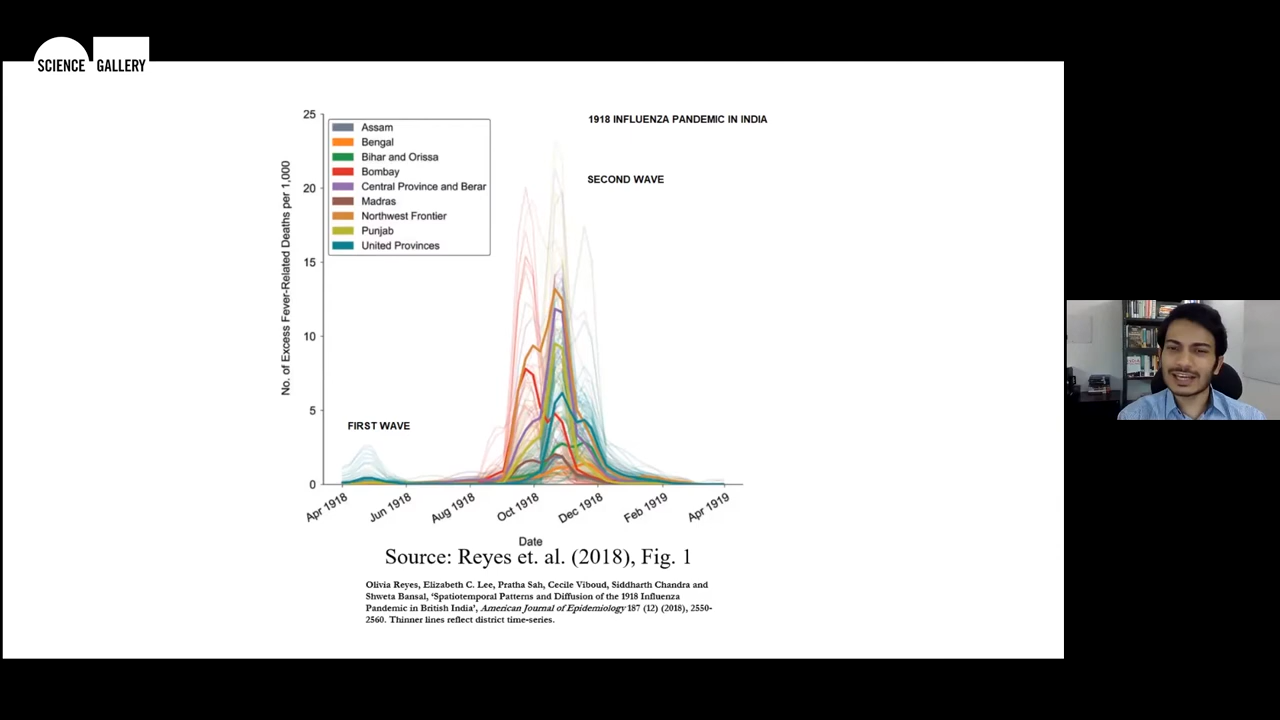 SCIENCE GALLERY
1918 INFLUENZA PANDEMIC IN INDIA
SECOND WAVE
FIRST WAVE
No. of Excess Fever-Related Deaths per 1,000
25
20
15
10
5
0
Assam
Bengal
Bihar and Orissa
Bombay
Central Province and Berar
Madras
Northwest Frontier
Punjab
United Provinces
Apr 1918
Jun 1918
Aug 1918
Oct 1918
Dec 1918
Feb 1919
Apr 1919
Date
Source: Reyes et. al. (2018), Fig. 1
Olivia Reyes, Elizabeth C. Lee, Pratha Sah, Cecile Viboud, Siddharth Chandra and
Shweta Bansal, ‘Spatiotemporal Patterns and Diffusion of the 1918 Influenza
Pandemic in British India’, American Journal of Epidemiology 187 (12) (2018), 2550-
2560. Thinner lines reflect district time-series.